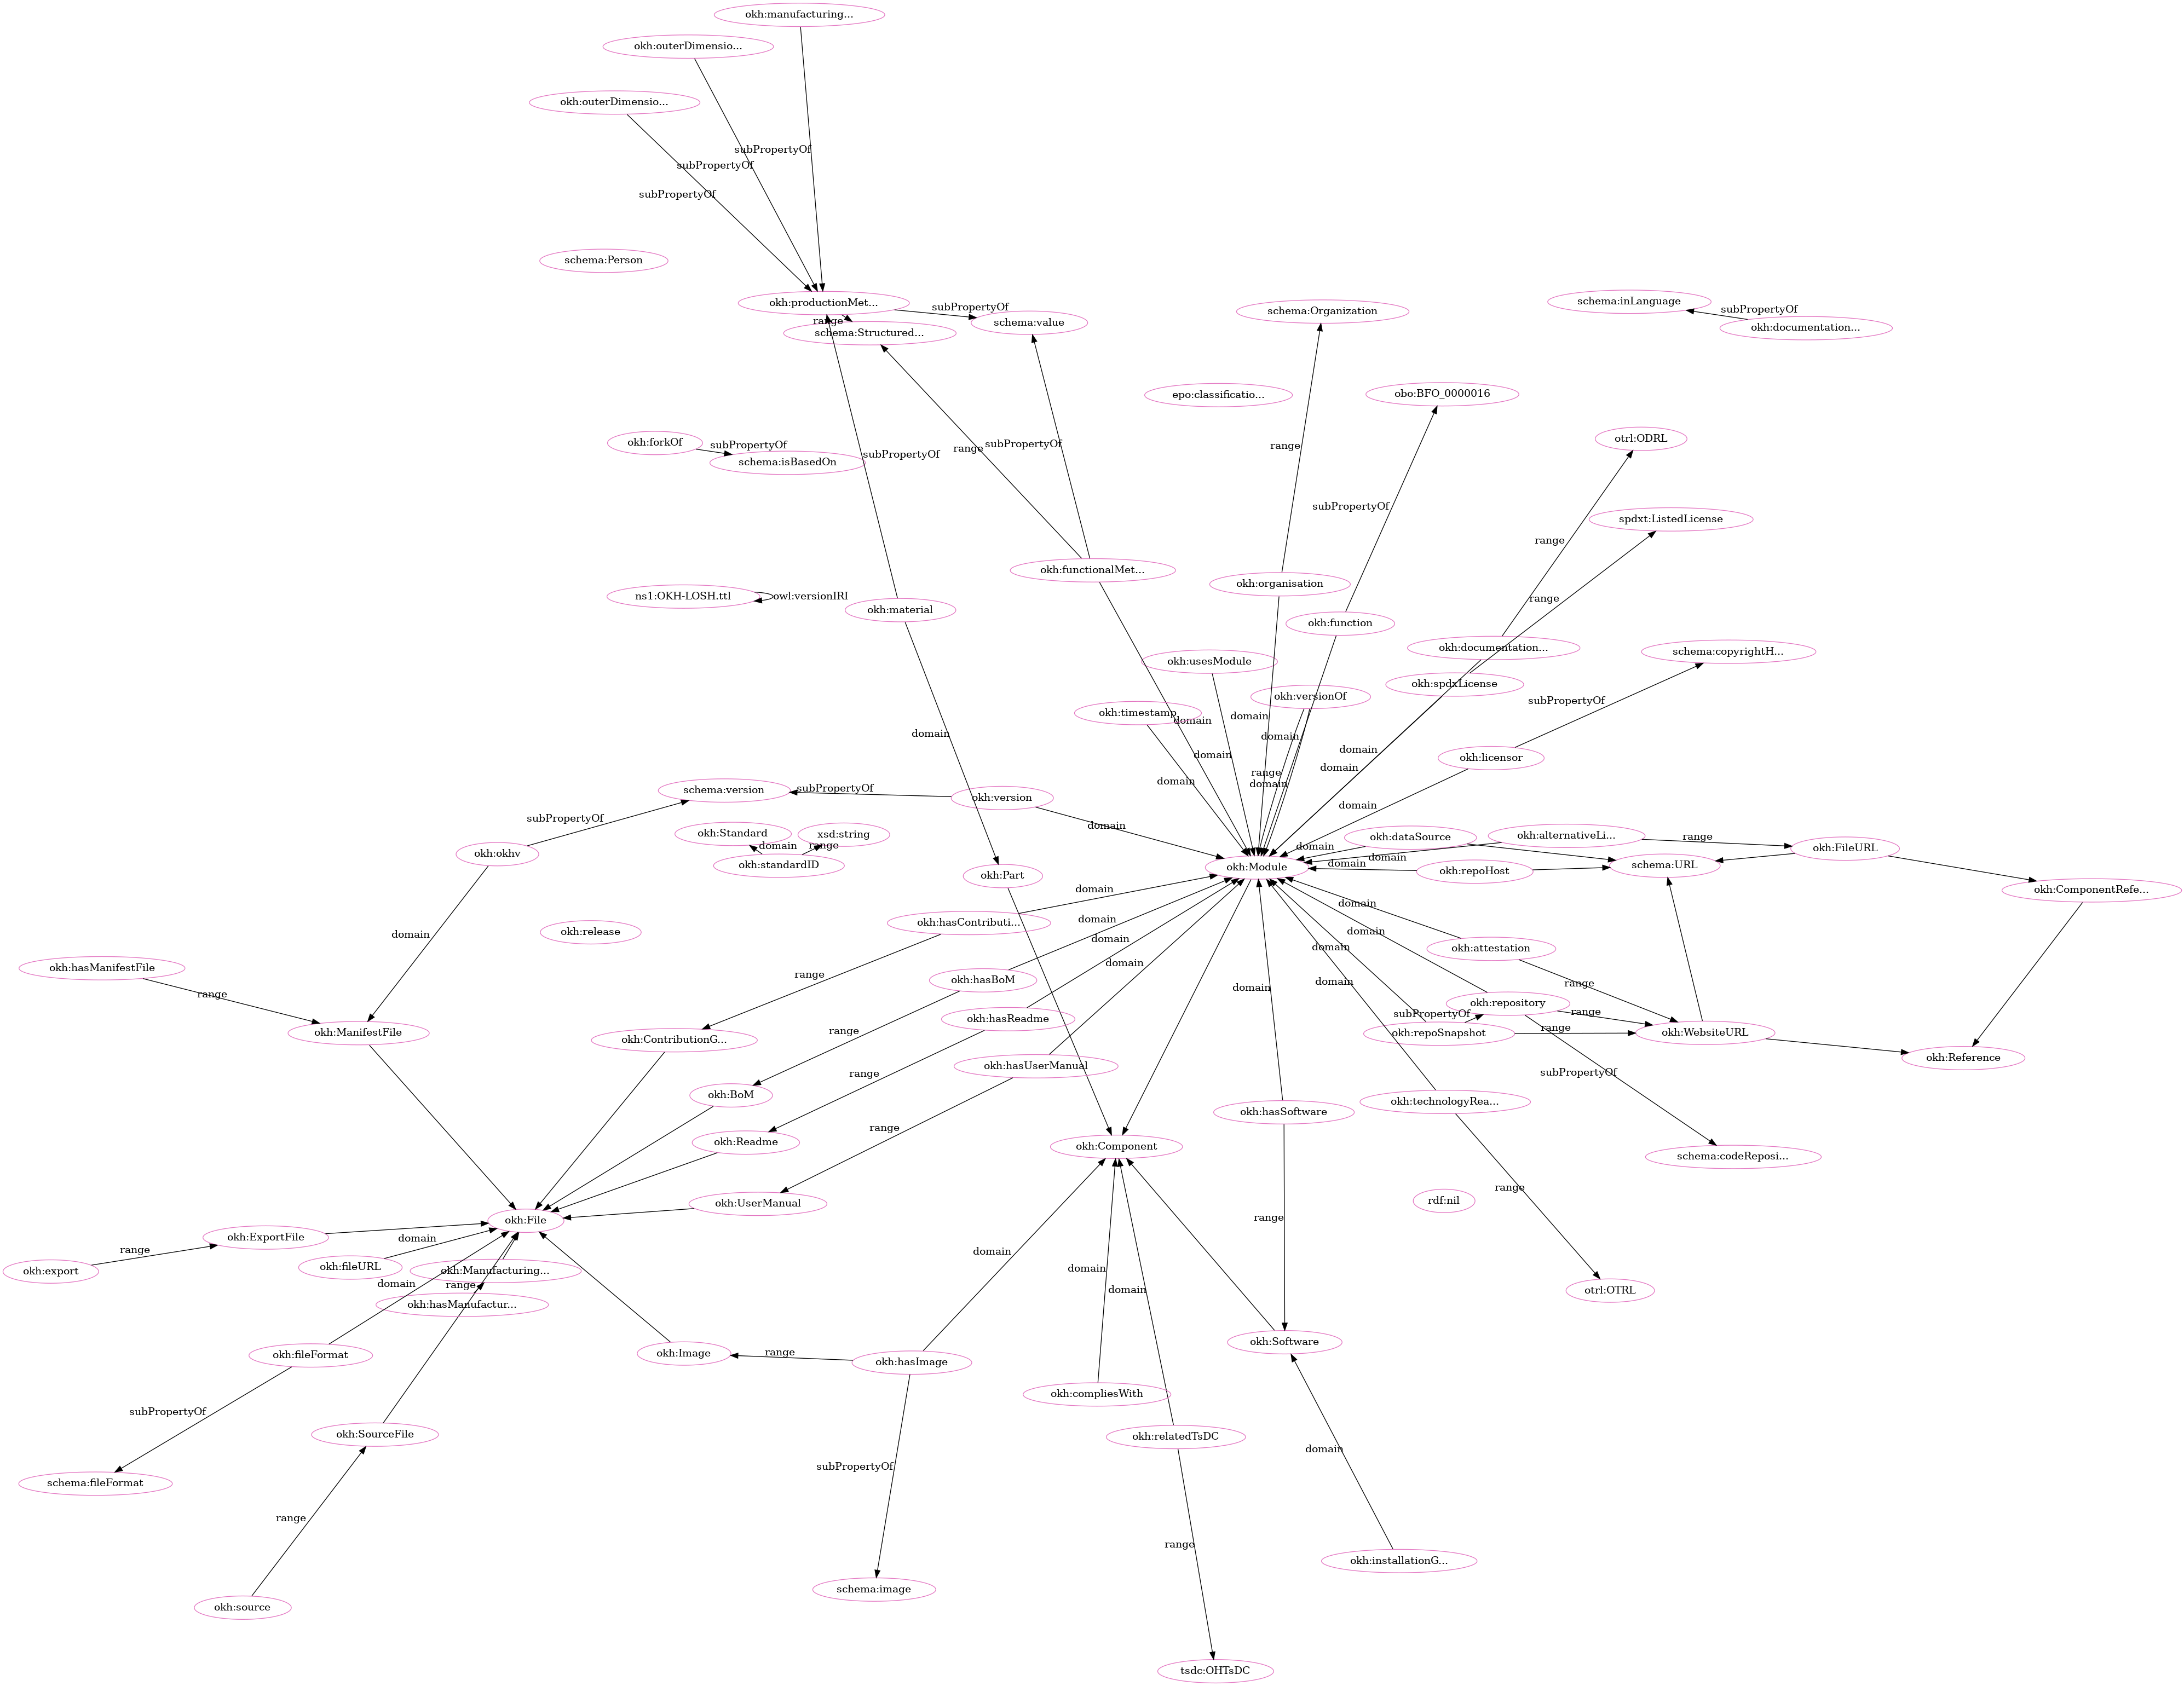 okh:manufacturing...
okh:outerDimensio...
okh:outerDimensio...
subPropertyOf
subPropertyOf
subPropertyOf
schema:Person
okh:productionMet...
subPropertyOf
range
schema:Structured...
schema:value
schema:Organization
schema:inLanguage
subPropertyOf
okh:documentation...
epo:classificatio...
obo:BFO_0000016
okh:forkOf
subPropertyOf
schema:isBasedOn
subPropertyOf
range
subPropertyOf
range
otrl:ODRL
subPropertyOf
spdxt:ListedLicense
range
okh:functionalMet...
okh:organisation
ns1:OKH-LOSH.ttl
owl:versionIRI
okh:material
range
okh:function
okh:documentation...
schema:copyrightH...
okh:usesModule
okh:spdxLicense
okh:versionOf
subPropertyOf
okh:timestamp
domain
domain
domain
domain
domain
domain
okh:licensor
domain
range
domain
domain
domain
schema:version
subPropertyOf
okh:version
domain
domain
subPropertyOf
okh:Standard
xsd:string
domain
range
okh:standardID
okh:okhv
okh:dataSource
okh:alternativeLi...
range
okh:FileURL
domain
domain
domain
okh:Module
okh:repoHost
schema:URL
okh:Part
domain
okh:ComponentRefe...
okh:hasContributi...
domain
domain
okh:release
domain
domain
domain
domain
okh:attestation
okh:hasManifestFile
range
range
okh:hasBoM
domain
domain
domain
range
okh:repository
okh:hasReadme
subPropertyOf
range
okh:ManifestFile
okh:ContributionG...
range
okh:repoSnapshot
range
okh:WebsiteURL
okh:Reference
okh:hasUserManual
range
subPropertyOf
okh:BoM
okh:technologyRea...
okh:hasSoftware
range
okh:Readme
okh:Component
schema:codeReposi...
okh:UserManual
range
rdf:nil
okh:File
range
okh:ExportFile
domain
range
domain
okh:export
okh:fileURL
okh:Manufacturing...
domain
domain
range
domain
otrl:OTRL
okh:hasManufactur...
okh:Software
okh:fileFormat
okh:Image
range
okh:hasImage
okh:compliesWith
subPropertyOf
okh:SourceFile
okh:relatedTsDC
domain
subPropertyOf
schema:fileFormat
range
range
okh:installationG...
schema:image
okh:source
tsdc:OHTsDC